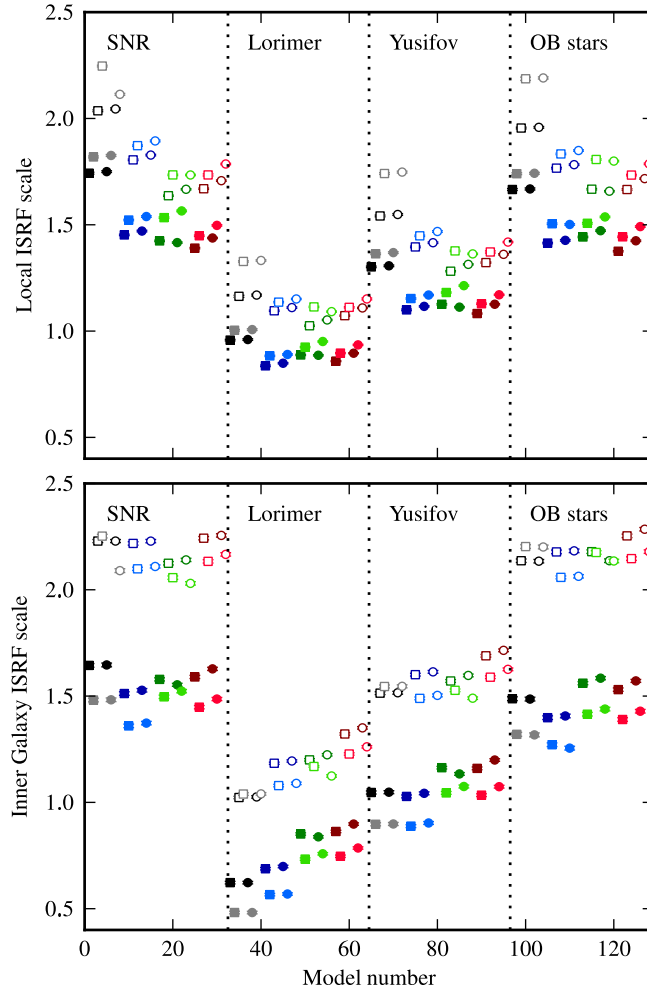 2.5
SNR
Lorimer
Yusifov
OB stars
2.0
1.5
1.0
0.5
Local ISRF scale
2.5
SNR
Lorimer
Yusifov
OB stars
2.0
1.5
1.0
0.5
Inner Galaxy ISRF scale
0
20
40
60
80
100
120
Model number